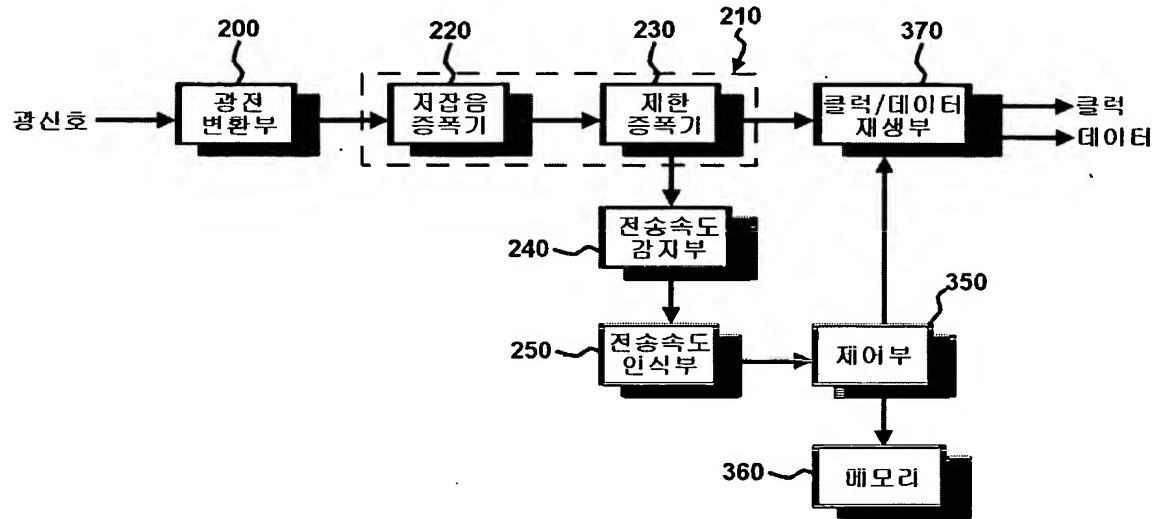 210
200
220
230
370
광신호
광전
변환부
저잡음
증폭기
제한
증폭기
클럭/데이터
재생부
클럭
데이터
전송속도
감지부
240
350
전송속도
인식부
250
제어부
메모리
360